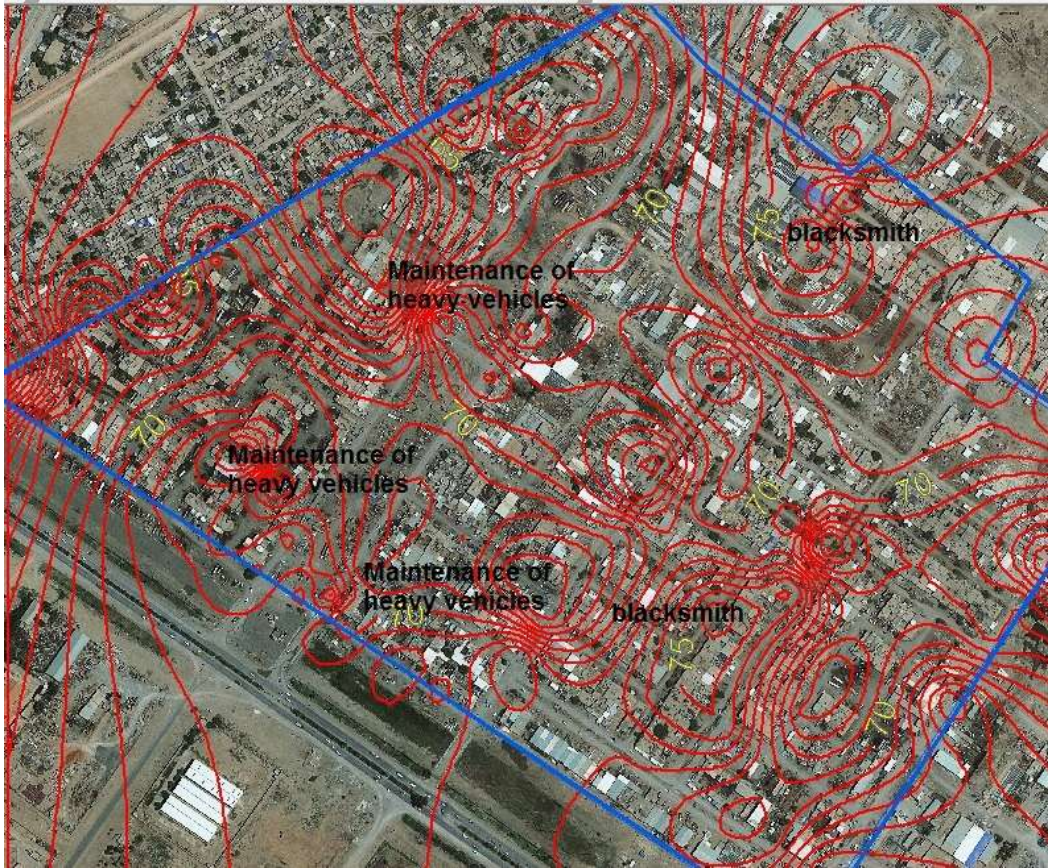 70
75
blacksmith
Maintenance of
heavy vehicles
70
Maintenance of
heavy vehicles
70
70
Maintenance of
heavy vehicles
70
blacksmith
75
70